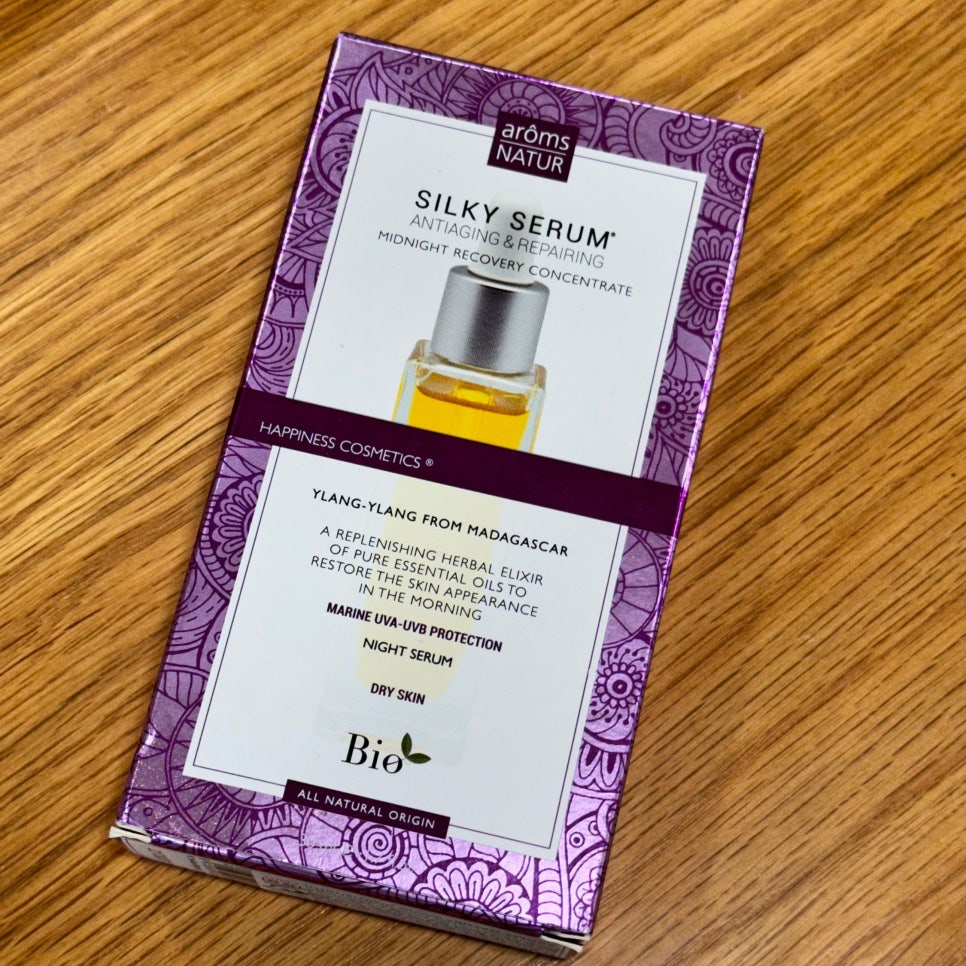 arôms
NATUR
SILKY SERUM*
ANTIAGING & REPAIRING
MIDNIGHT RECOVERY CONCENTRATE
HAPPINESS COSMETICS ®
YLANG-YLANG FROM MADAGASCAR
A REPLENISHING HERBAL ELIXIR
OF PURE ESSENTIAL OILS TO
RESTORE THE SKIN APPEARANCE
IN THE MORNING
MARINE UVA-UVB PROTECTION
NIGHT SERUM
DRY SKIN
Bio
ALL NATURAL ORIGIN